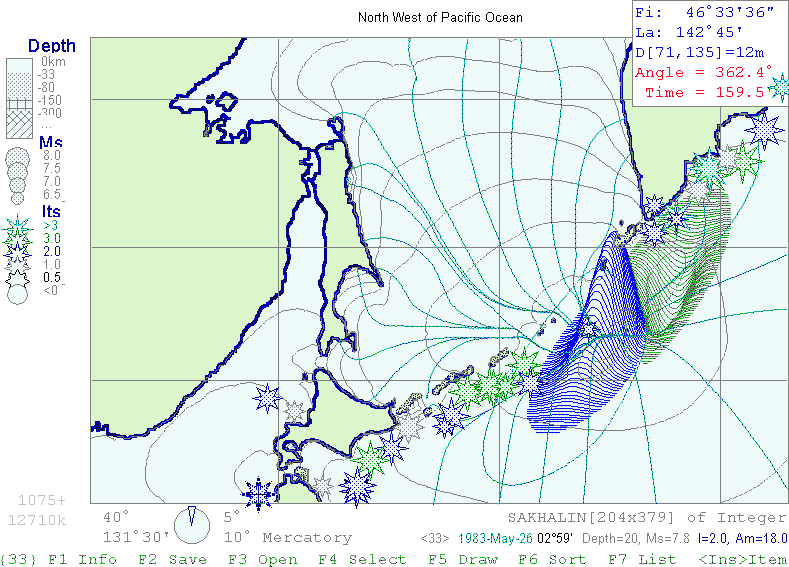 North West of Pacific Ocean
Fi: 46°33'36"
La: 142°45'
D[71,135]=12m
Angle = 362.4°
Time = 159.5'
Depth
0km
-33
-80
-150
-300
...
Ms
8.0
7.5
7.0
6.5
Its
>3
3.0
2.0
1.0
0.5
<0
1075+
12710k
40° 5°
131°30' 10° Mercatory
SAKHALIN[204x379] of Integer
<33> 1983-May-26 02°59' Depth=20, Ms=7.8 I=2.0, Am=18.0
{33} F1 Info F2 Save F3 Open F4 Select F5 Draw F6 Sort F7 List <Ins>Item